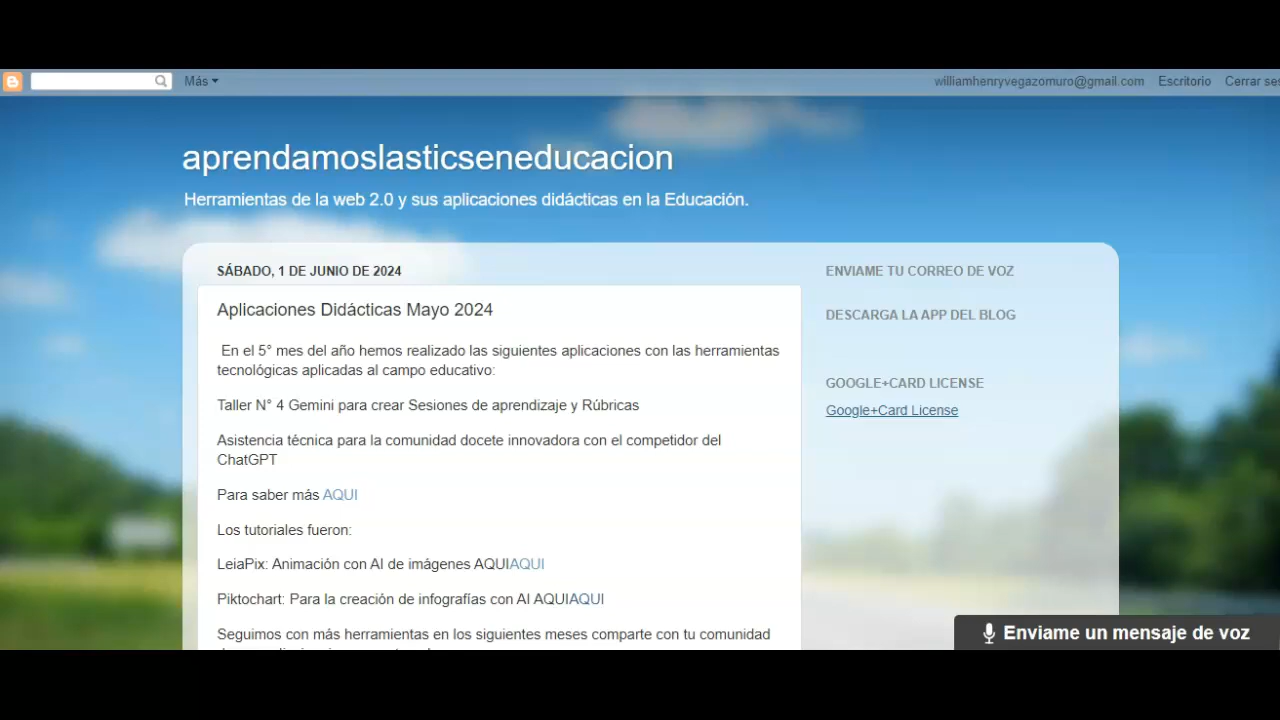 Más
williamhenryvegazomuro@gmail.com
Escritorio
Cerrar ses
aprendamoslasticseneducacion
Herramientas de la web 2.0 y sus aplicaciones didácticas en la Educación.
SÁBADO, 1 DE JUNIO DE 2024
Aplicaciones Didácticas Mayo 2024
En el 5° mes del año hemos realizado las siguientes aplicaciones con las herramientas
tecnológicas aplicadas al campo educativo:
Taller N° 4 Gemini para crear Sesiones de aprendizaje y Rúbricas
Asistencia técnica para la comunidad docete innovadora con el competidor del
ChatGPT
Para saber más AQUI
Los tutoriales fueron:
LeiaPix: Animación con AI de imágenes AQUIAQUI
Piktochart: Para la creación de infografías con AI AQUIAQUI
Seguimos con más herramientas en los siguientes meses comparte con tu comunidad
ENVIAME TU CORREO DE VOZ
DESCARGA LA APP DEL BLOG
GOOGLE+CARD LICENSE
Google+Card License
Enviame un mensaje de voz